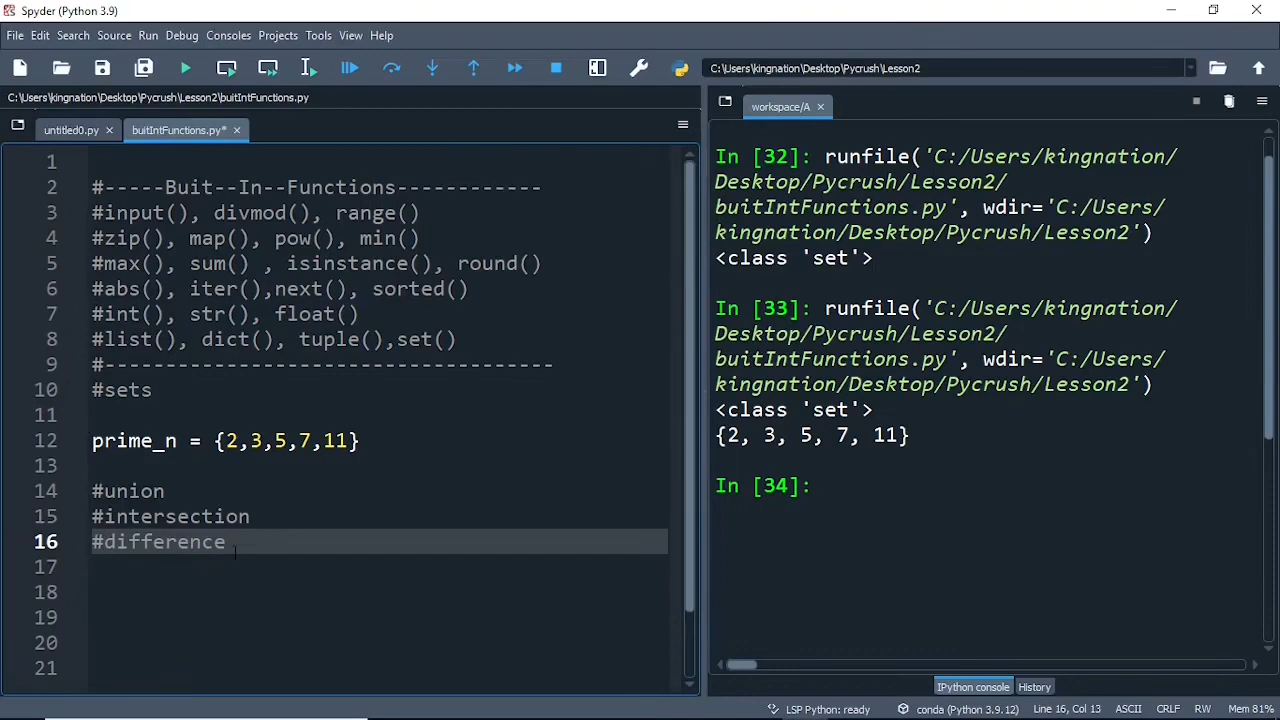 Spyder (Python 3.9)
File Edit Search Source Run Debug Consoles Projects Tools View Help
C:\Users\kingnation\Desktop\Pycrush\Lesson2
C:\Users\kingnation\Desktop\Pycrush\Lesson2\buitIntFunctions.py
untitled0.py
buitIntFunctions.py*
1
2 #-----Buit--In--Functions------------
3 #input(), divmod(), range()
4 #zip(), map(), pow(), min()
5 #max(), sum() , isinstance(), round()
6 #abs(), iter(),next(), sorted()
7 #int(), str(), float()
8 #list(), dict(), tuple(),set()
9 #-------------------------------------
10 #sets
11
12 prime_n = {2,3,5,7,11}
13
14 #union
15 #intersection
16 #difference
17
18
19
20
21
workspace/A
In [32]: runfile('C:/Users/kingnation/
Desktop/Pycrush/Lesson2/
buitIntFunctions.py', wdir='C:/Users/
kingnation/Desktop/Pycrush/Lesson2')
<class 'set'>
In [33]: runfile('C:/Users/kingnation/
Desktop/Pycrush/Lesson2/
buitIntFunctions.py', wdir='C:/Users/
kingnation/Desktop/Pycrush/Lesson2')
<class 'set'>
{2, 3, 5, 7, 11}
In [34]:
IPython console History
LSP Python: ready conda (Python 3.9.12) Line 16, Col 13 ASCII CRLF RW Mem 81%